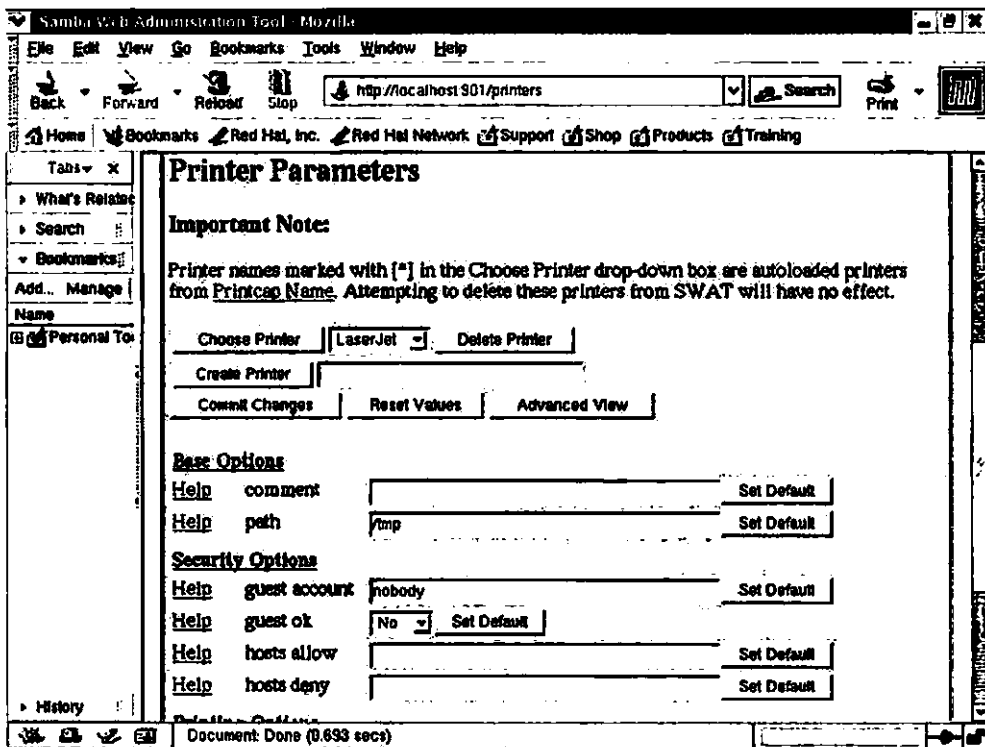 Samba Web Administration Tool - Mozilla
File Edit View Go Bookmarks Tools Window Help
Back Forward Reload Stop http://localhost:901/printers Search Print
Home Bookmarks Red Hat, Inc. Red Hat Network Support Shop Products Training
Tabs
What's Related
Search
Bookmarks
Add... Manage
Name
Personal To
History
Printer Parameters
Important Note:
Printer names marked with [*] in the Choose Printer drop-down box are autoloaded printers
from Printcap Name. Attempting to delete these printers from SWAT will have no effect.
Choose Printer LaserJet Delete Printer
Create Printer
Commit Changes Reset Values Advanced View
Base Options
Help comment Set Default
Help path /tmp Set Default
Security Options
Help guest account nobody Set Default
Help guest ok No Set Default
Help hosts allow Set Default
Help hosts deny Set Default
Printing Options
Document: Done (0.693 secs)